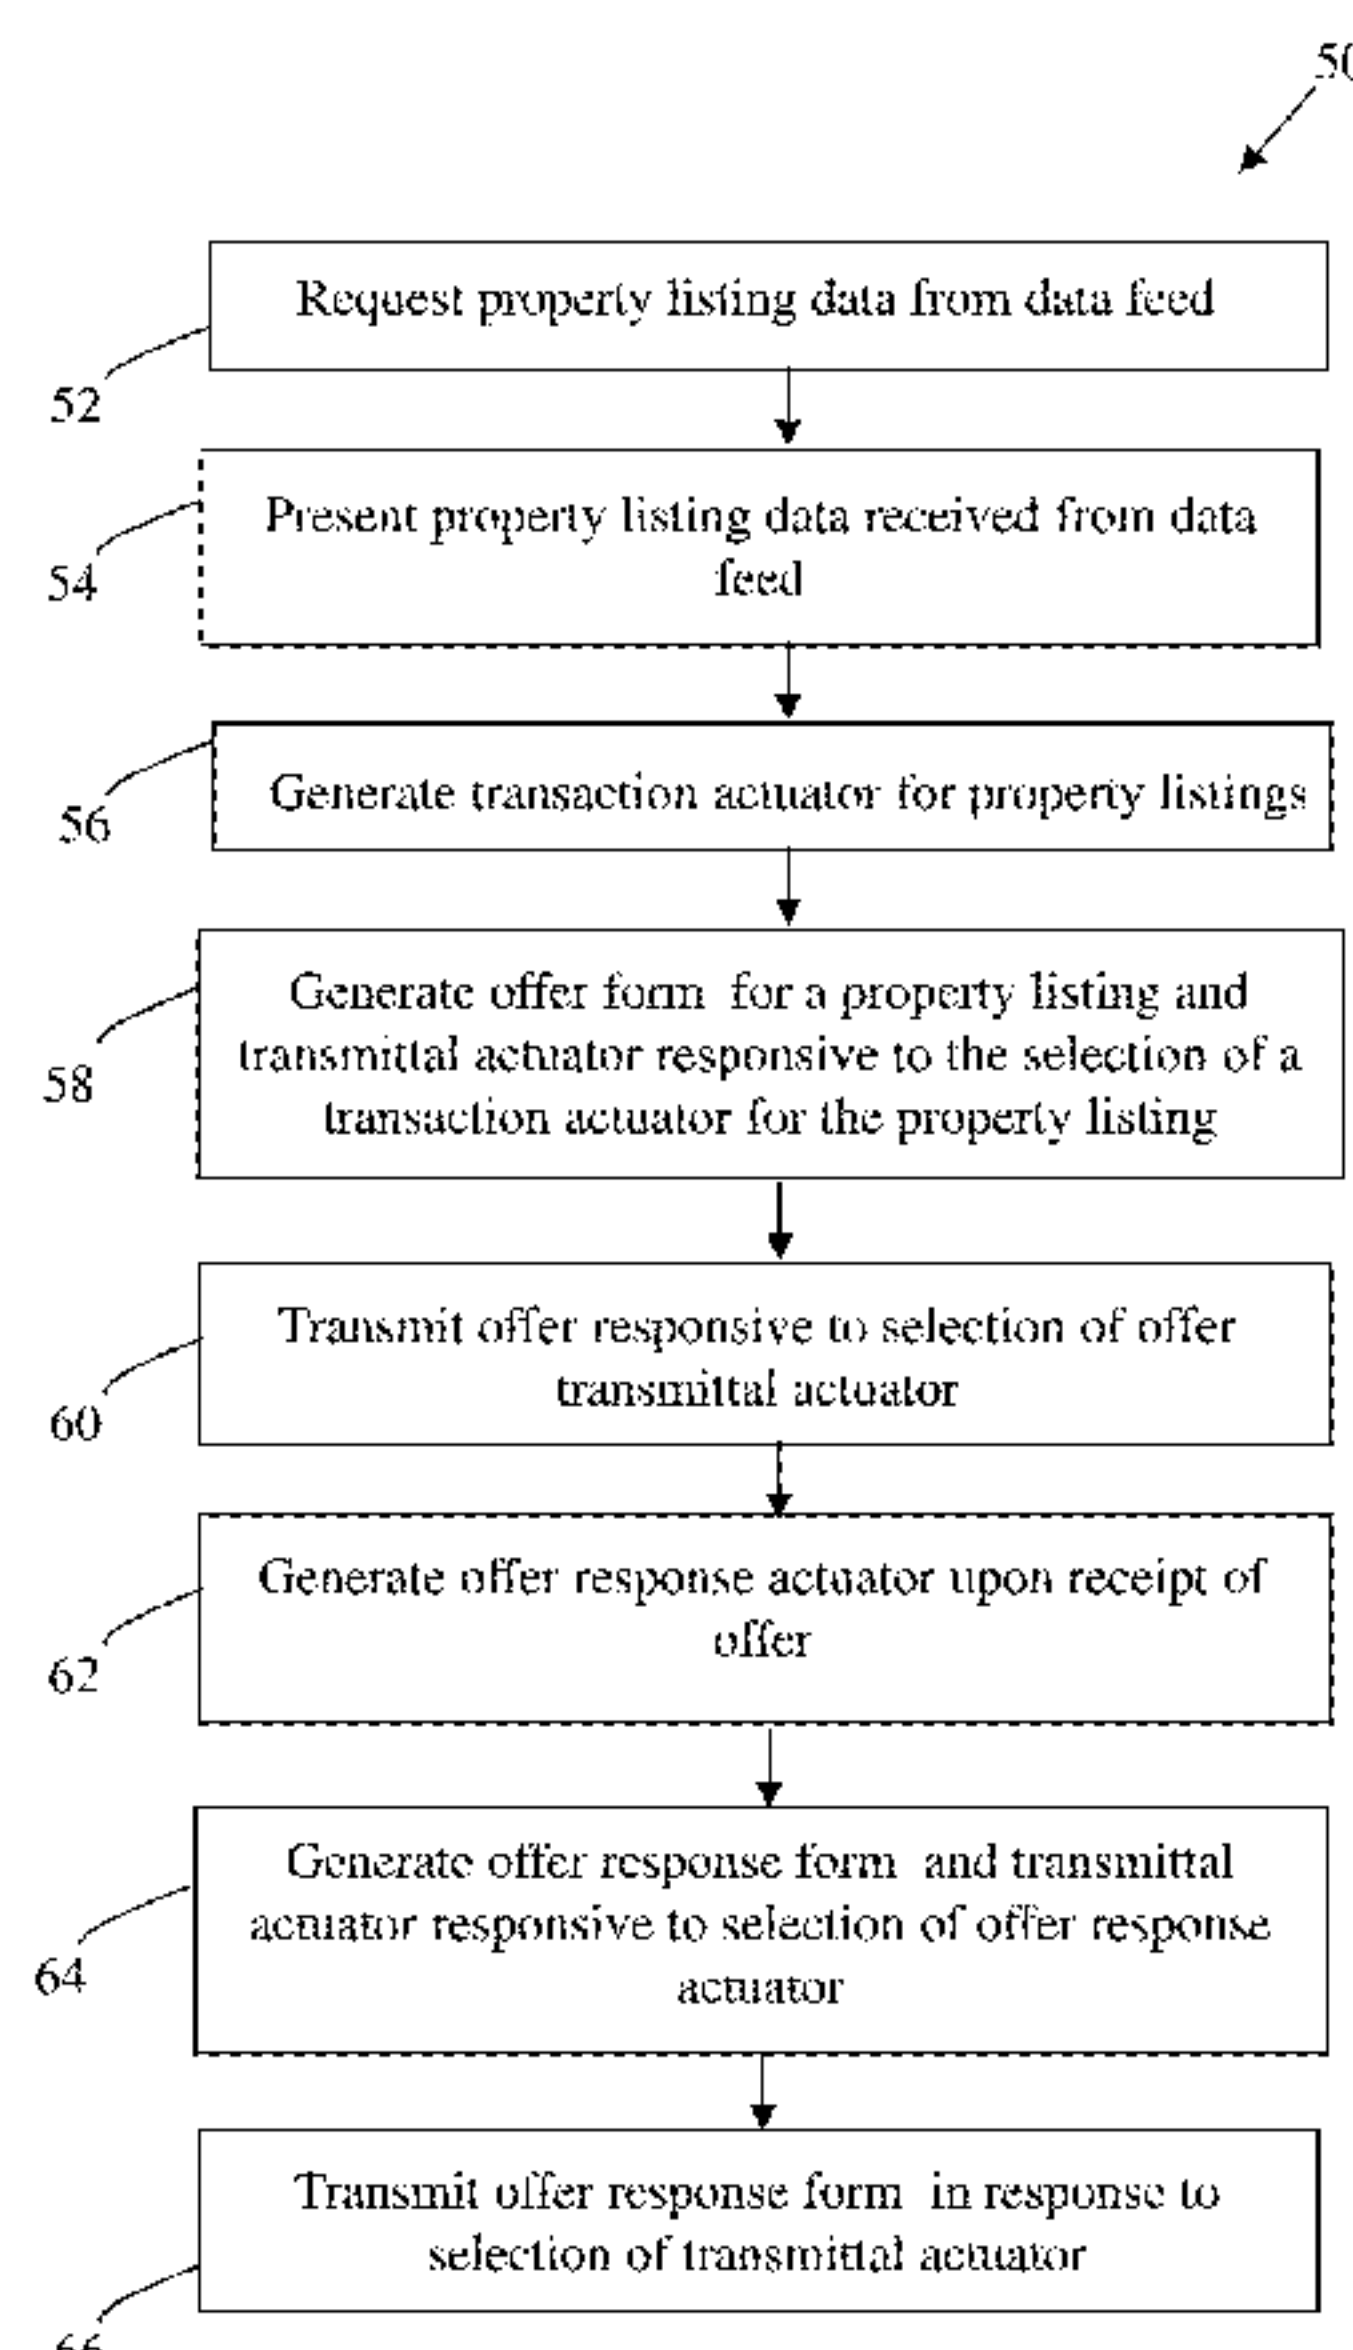 Request property listing data from data feed
52
Present property listing data received from data
feed
54
Generate transaction actuator for property listings
56
Generate offer form for a property listing and
transmittal actuator responsive to the selection of a
transaction actuator for the property listing
58
Transmit offer responsive to selection of offer
transmittal actuator
60
Generate offer response actuator upon receipt of
offer
62
Generate offer response form and transmittal
actuator responsive to selection of offer response
actuator
64
Transmit offer response form in response to
selection of transmittal actuator